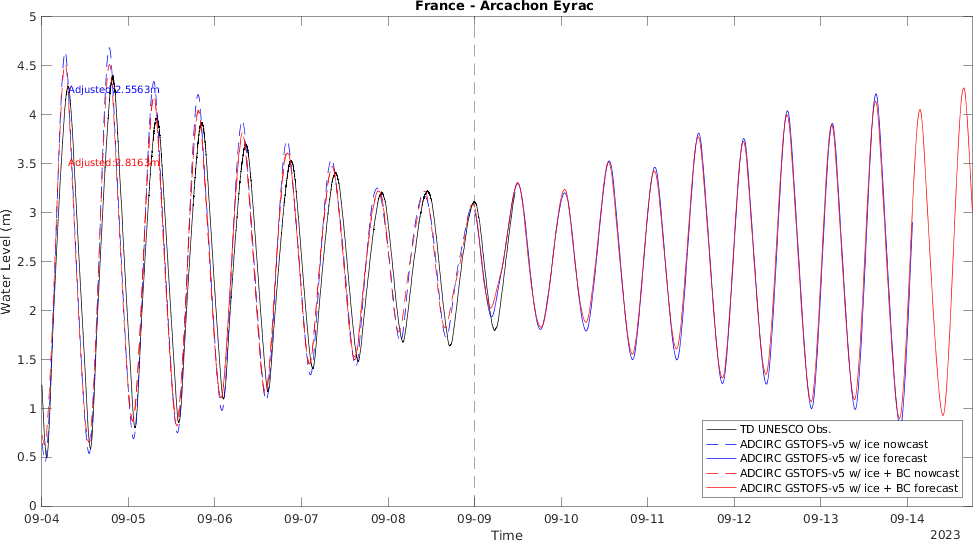 France - Arcachon Eyrac
5
4.5
4
3.5
3
2.5
2
1.5
1
0.5
0
Water Level (m)
Adjusted:2.5563m
Adjusted:2.8163m
TD UNESCO Obs.
ADCIRC GSTOFS-v5 w/ ice nowcast
ADCIRC GSTOFS-v5 w/ ice forecast
ADCIRC GSTOFS-v5 w/ ice + BC nowcast
ADCIRC GSTOFS-v5 w/ ice + BC forecast
09-04 09-05 09-06 09-07 09-08 09-09 09-10 09-11 09-12 09-13 09-14
Time
2023